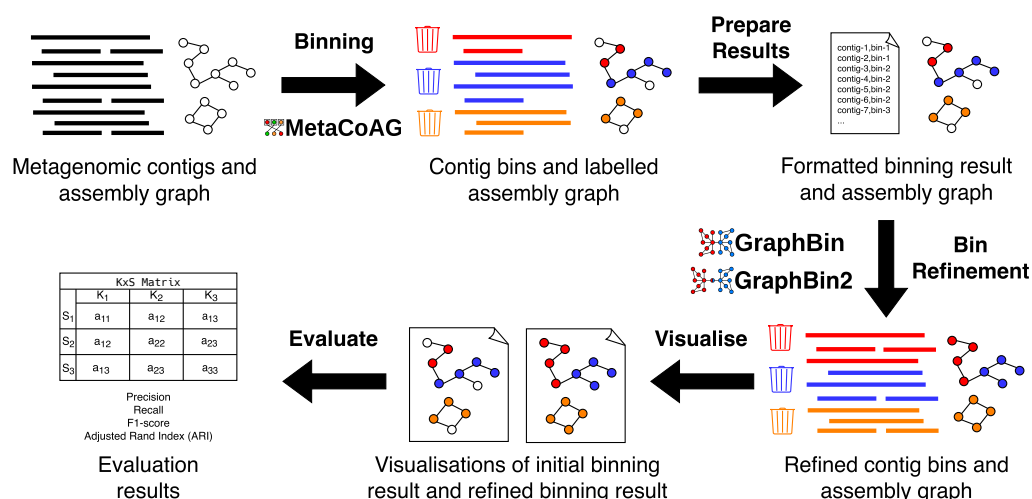 Binning
MetaCoAG
Prepare
Results
contig-1,bin-1
contig-2,bin-1
contig-3,bin-2
contig-4,bin-2
contig-5,bin-2
contig-6,bin-2
contig-7,bin-3
...
Metagenomic contigs and
assembly graph
Contig bins and labelled
assembly graph
Formatted binning result
and assembly graph
GraphBin
GraphBin2
Bin
Refinement
KxS Matrix
K1 K2 K3
S1 a11 a12 a13
S2 a12 a22 a23
S3 a13 a23 a33
Precision
Recall
F1-score
Adjusted Rand Index (ARI)
Evaluate
Visualise
Evaluation
results
Visualisations of initial binning
result and refined binning result
Refined contig bins and
assembly graph